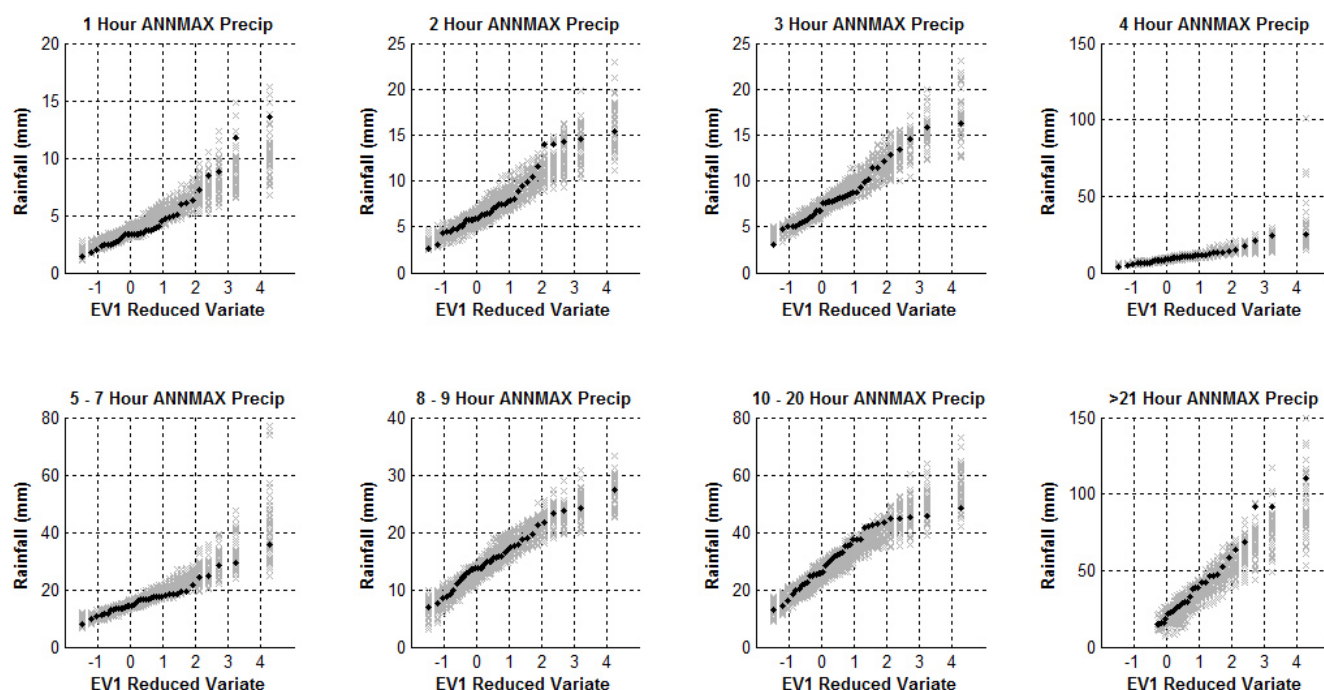 1 Hour ANNMAX Precip
20
15
10
5
0
Rainfall (mm)
-1 0 1 2 3 4
EV1 Reduced Variate
2 Hour ANNMAX Precip
25
20
15
10
5
0
Rainfall (mm)
-1 0 1 2 3 4
EV1 Reduced Variate
3 Hour ANNMAX Precip
25
20
15
10
5
0
Rainfall (mm)
-1 0 1 2 3 4
EV1 Reduced Variate
4 Hour ANNMAX Precip
150
100
50
0
Rainfall (mm)
-1 0 1 2 3 4
EV1 Reduced Variate
5 - 7 Hour ANNMAX Precip
80
60
40
20
0
Rainfall (mm)
-1 0 1 2 3 4
EV1 Reduced Variate
8 - 9 Hour ANNMAX Precip
40
30
20
10
0
Rainfall (mm)
-1 0 1 2 3 4
EV1 Reduced Variate
10 - 20 Hour ANNMAX Precip
80
60
40
20
0
Rainfall (mm)
-1 0 1 2 3 4
EV1 Reduced Variate
>21 Hour ANNMAX Precip
150
100
50
0
Rainfall (mm)
-1 0 1 2 3 4
EV1 Reduced Variate